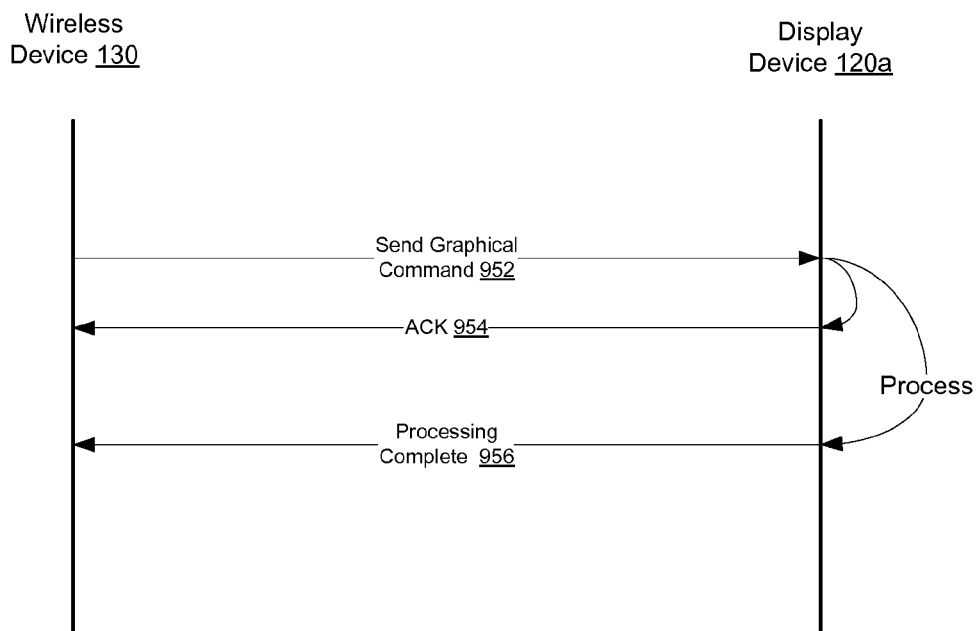 Wireless
Device 130
Display
Device 120a
Send Graphical
Command 952
ACK 954
Process
Processing
Complete 956